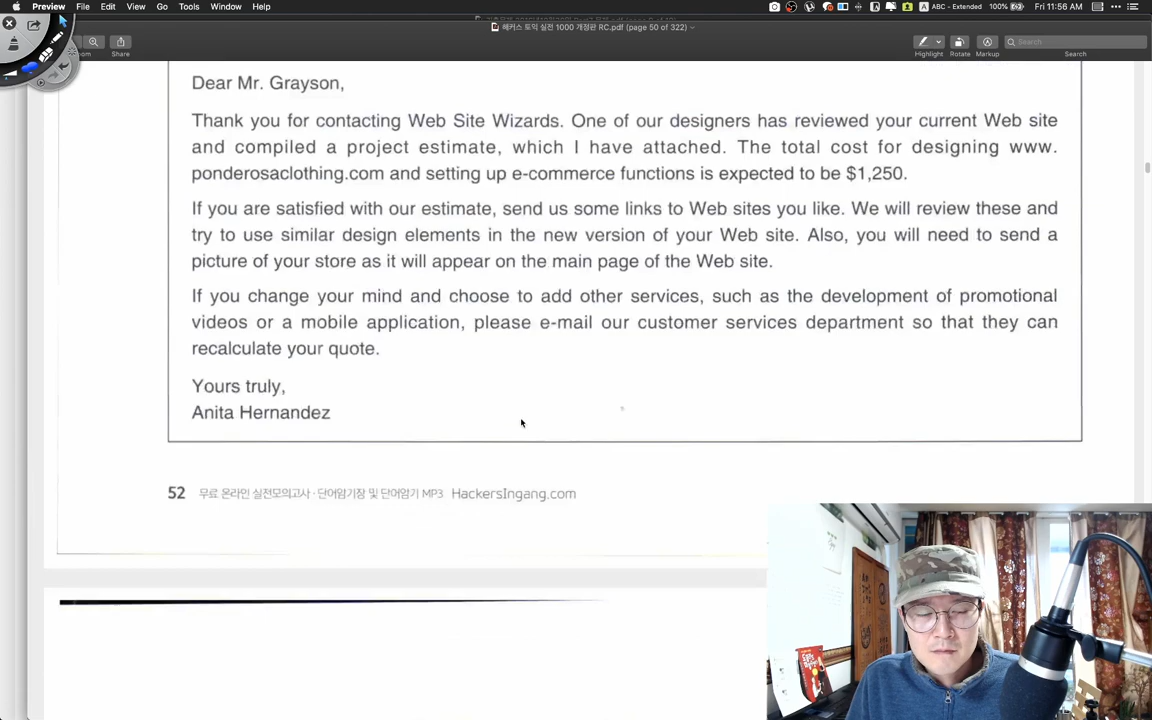 Preview File Edit View Go Tools Window Help
ABC - Extended 100% Fri 11:56 AM
해커스 토익 실전 1000 개정판 RC.pdf (page 50 of 322)
Share Highlight Rotate Markup Search
Search
Dear Mr. Grayson,
Thank you for contacting Web Site Wizards. One of our designers has reviewed your current Web site
and compiled a project estimate, which I have attached. The total cost for designing www.
ponderosaclothing.com and setting up e-commerce functions is expected to be $1,250.
If you are satisfied with our estimate, send us some links to Web sites you like. We will review these and
try to use similar design elements in the new version of your Web site. Also, you will need to send a
picture of your store as it will appear on the main page of the Web site.
If you change your mind and choose to add other services, such as the development of promotional
videos or a mobile application, please e-mail our customer services department so that they can
recalculate your quote.
Yours truly,
Anita Hernandez
52 무료 온라인 실전모의고사 · 단어암기장 및 단어암기 MP3 HackersIngang.com